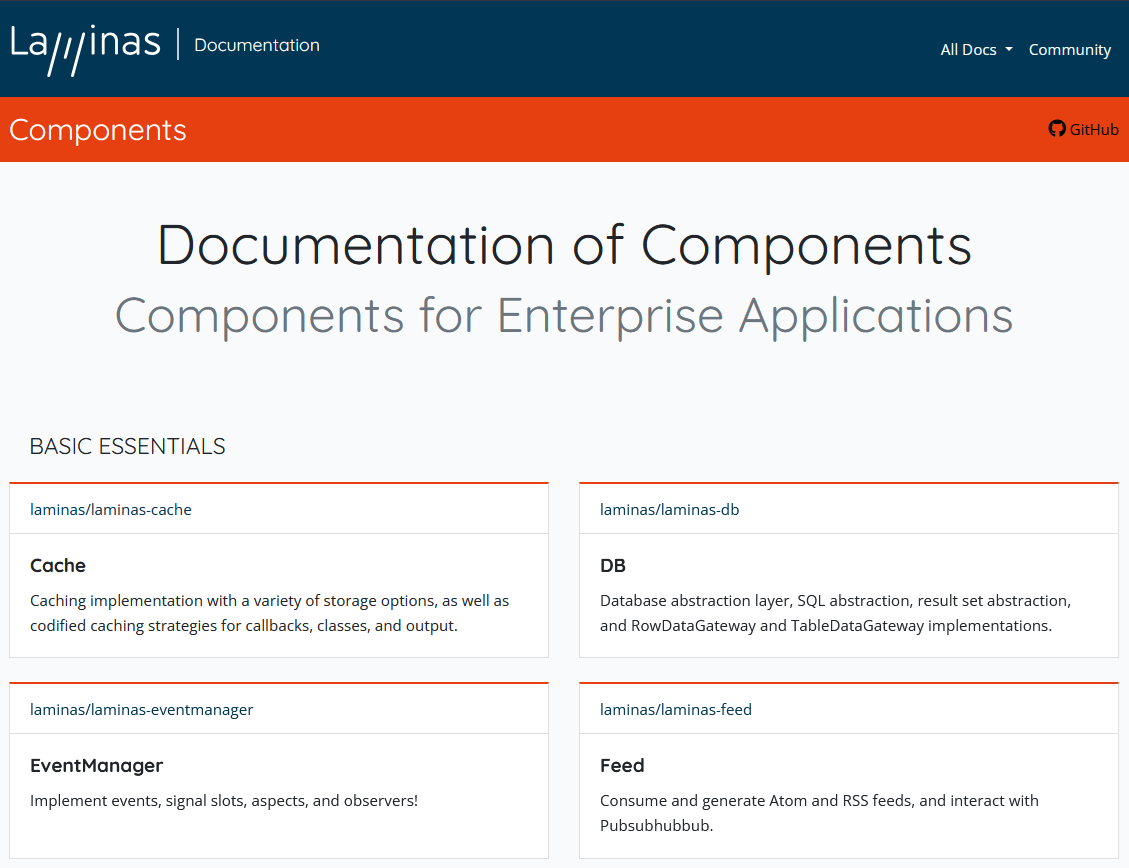 Laminas
Documentation
All Docs
Community
Components
GitHub
Documentation of Components
Components for Enterprise Applications
BASIC ESSENTIALS
laminas/laminas-cache
Cache
Caching implementation with a variety of storage options, as well as
codified caching strategies for callbacks, classes, and output.
laminas/laminas-db
DB
Database abstraction layer, SQL abstraction, result set abstraction,
and RowDataGateway and TableDataGateway implementations.
laminas/laminas-eventmanager
EventManager
Implement events, signal slots, aspects, and observers!
laminas/laminas-feed
Feed
Consume and generate Atom and RSS feeds, and interact with
Pubsubhubbub.